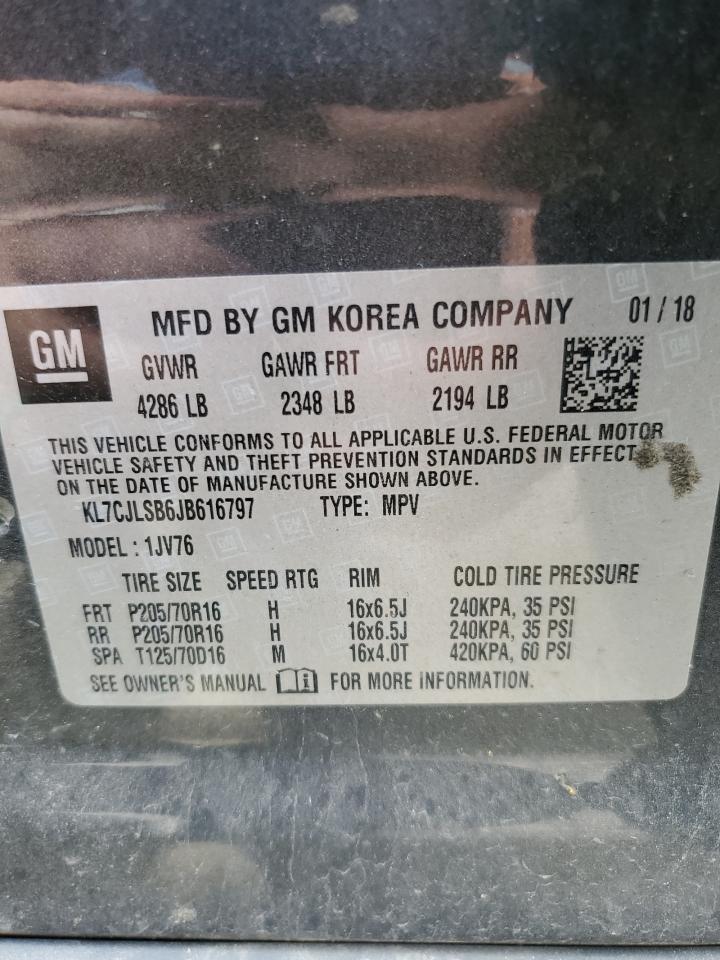 GM
MFD BY GM KOREA COMPANY 01 / 18
GVWR GAWR FRT GAWR RR
4286 LB 2348 LB 2194 LB
THIS VEHICLE CONFORMS TO ALL APPLICABLE U.S. FEDERAL MOTOR
VEHICLE SAFETY AND THEFT PREVENTION STANDARDS IN EFFECT
ON THE DATE OF MANUFACTURE SHOWN ABOVE.
KL7CJLSB6JB616797 TYPE: MPV
MODEL : 1JV76
TIRE SIZE SPEED RTG RIM COLD TIRE PRESSURE
FRT P205/70R16 H 16x6.5J 240KPA, 35 PSI
RR P205/70R16 H 16x6.5J 240KPA, 35 PSI
SPA T125/70D16 M 16x4.0T 420KPA, 60 PSI
SEE OWNER'S MANUAL FOR MORE INFORMATION.